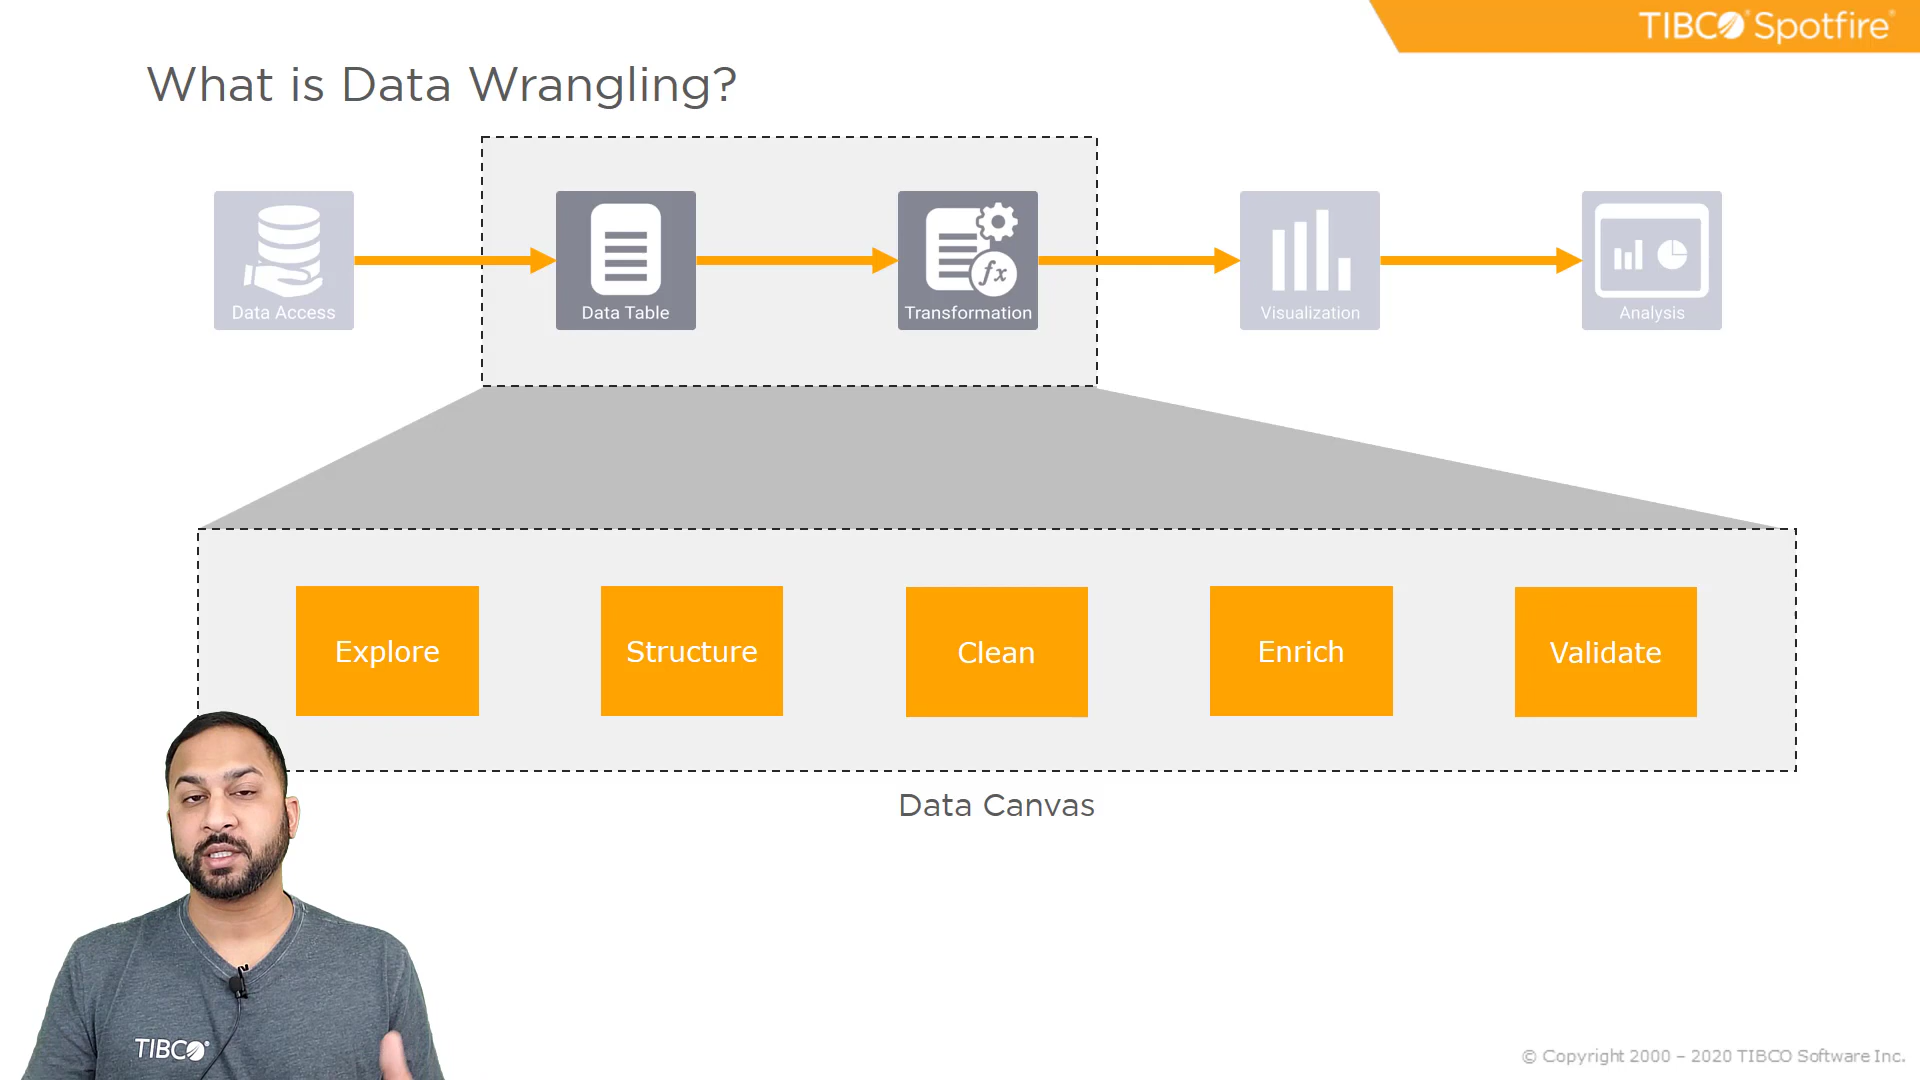 TIBCO® Spotfire®
What is Data Wrangling?
Data Access
Data Table
fx
Transformation
Visualization
Analysis
Explore
Structure
Clean
Enrich
Validate
Data Canvas
TIBCO®
© Copyright 2000 – 2020 TIBCO Software Inc.